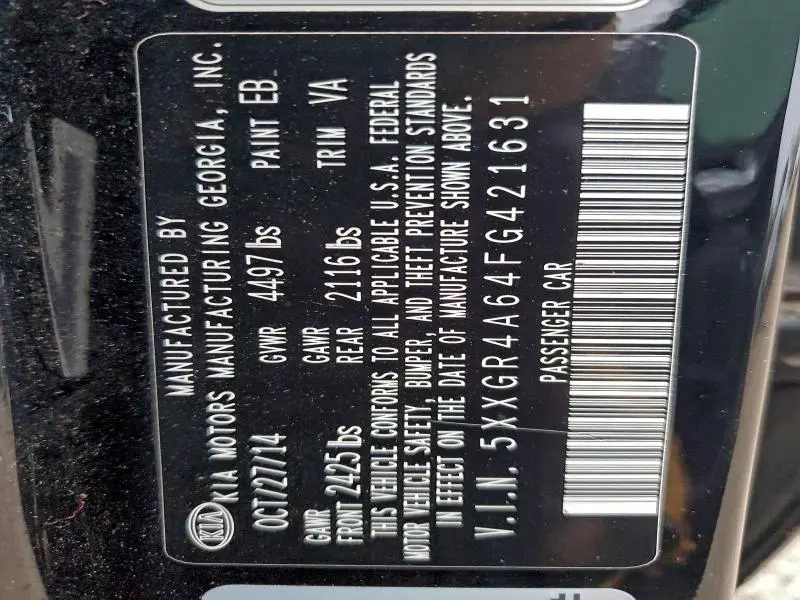 MANUFACTURED BY
KIA KIA MOTORS MANUFACTURING GEORGIA, INC.
OCT/27/14 GVWR 4497lbs PAINT EB
GAWR GAWR
FRONT 2425lbs REAR 2116lbs TRIM VA
THIS VEHICLE CONFORMS TO ALL APPLICABLE U.S.A. FEDERAL
MOTOR VEHICLE SAFETY, BUMPER, AND THEFT PREVENTION STANDARDS
IN EFFECT ON THE DATE OF MANUFACTURE SHOWN ABOVE.
V.I.N. 5XXGR4A64FG421631
PASSENGER CAR